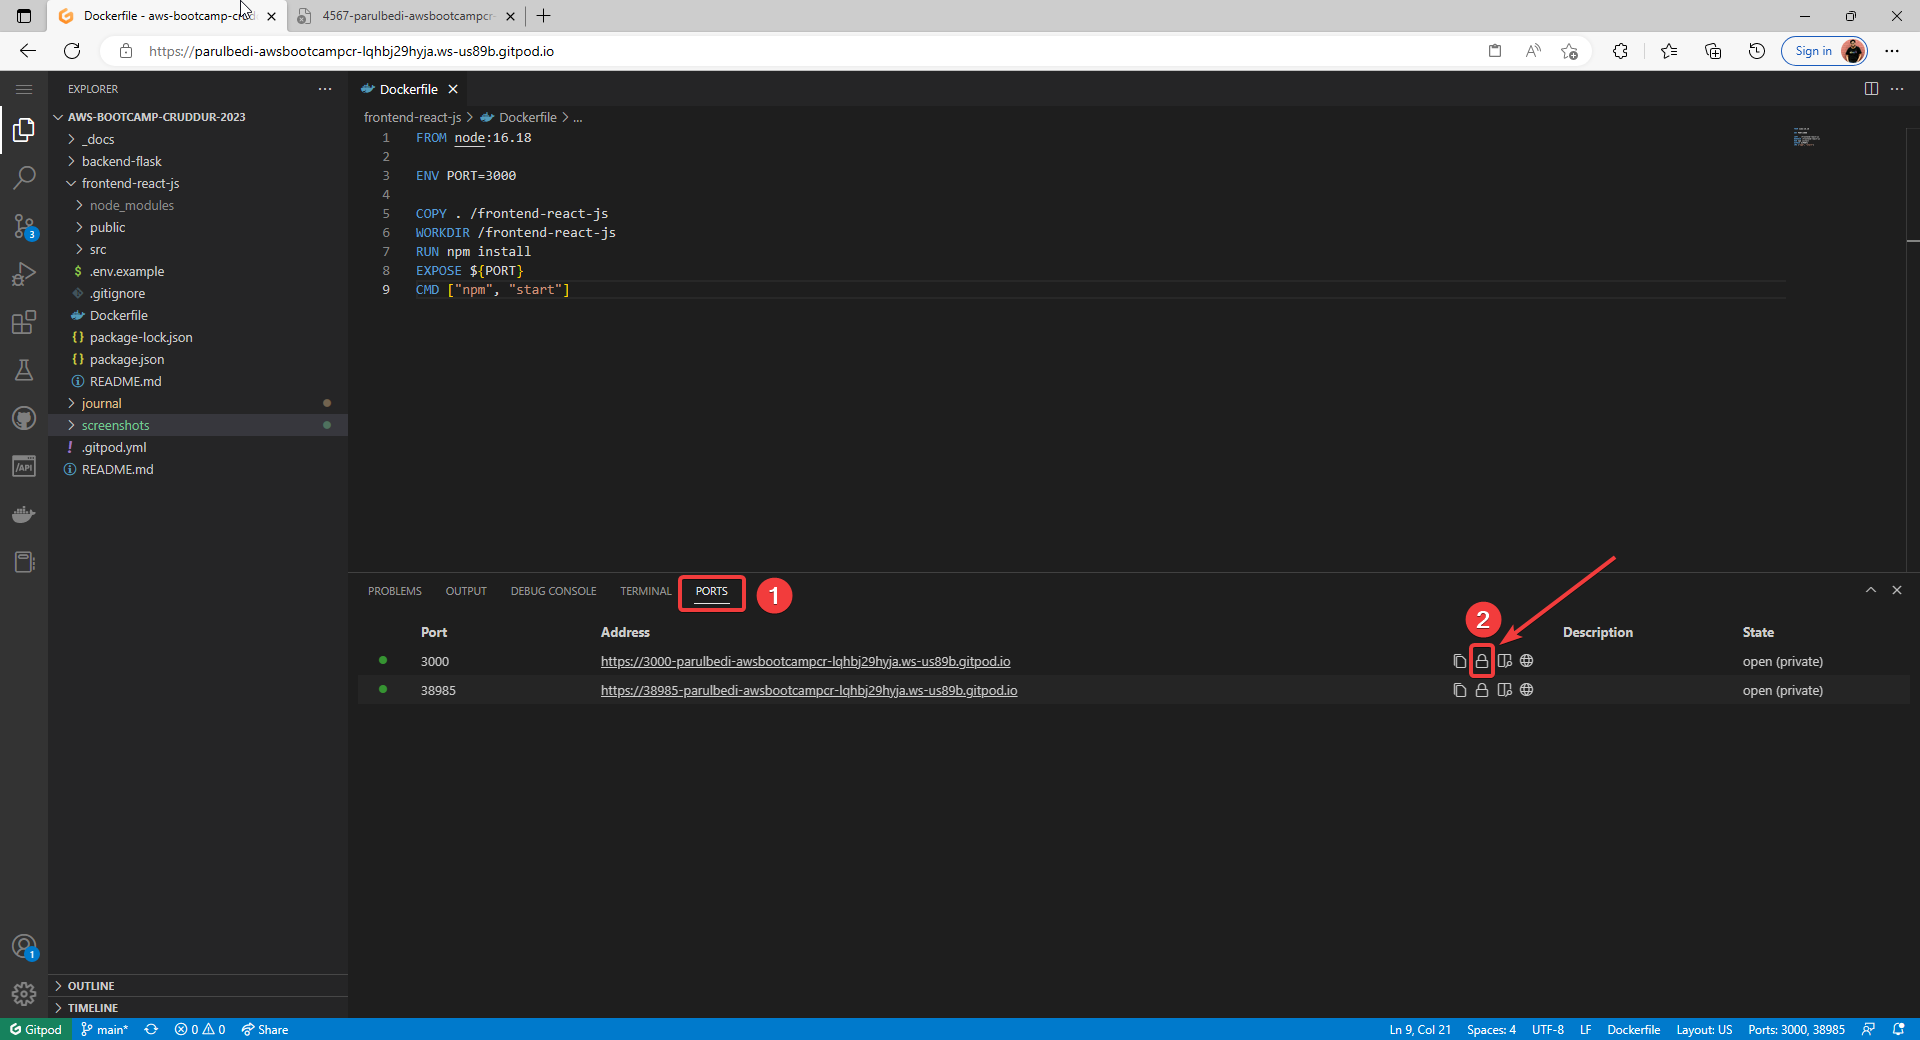 Dockerfile - aws-bootcamp-crudd
4567-parulbedi-awsbootcampcr-
https://parulbedi-awsbootcampcr-lqhbj29hyja.ws-us89b.gitpod.io
Sign in
EXPLORER
AWS-BOOTCAMP-CRUDDUR-2023
_docs
backend-flask
frontend-react-js
node_modules
public
src
$ .env.example
.gitignore
Dockerfile
{} package-lock.json
{} package.json
README.md
journal
screenshots
! .gitpod.yml
README.md
OUTLINE
TIMELINE
3
/API
1
Dockerfile
frontend-react-js > Dockerfile > ...
1 FROM node:16.18
2
3 ENV PORT=3000
4
5 COPY . /frontend-react-js
6 WORKDIR /frontend-react-js
7 RUN npm install
8 EXPOSE ${PORT}
9 CMD ["npm", "start"]
PROBLEMS OUTPUT DEBUG CONSOLE TERMINAL PORTS 1
2
Port Address Description State
3000 https://3000-parulbedi-awsbootcampcr-lqhbj29hyja.ws-us89b.gitpod.io open (private)
38985 https://38985-parulbedi-awsbootcampcr-lqhbj29hyja.ws-us89b.gitpod.io open (private)
Gitpod main* 0 0 Share Ln 9, Col 21 Spaces: 4 UTF-8 LF Dockerfile Layout: US Ports: 3000, 38985